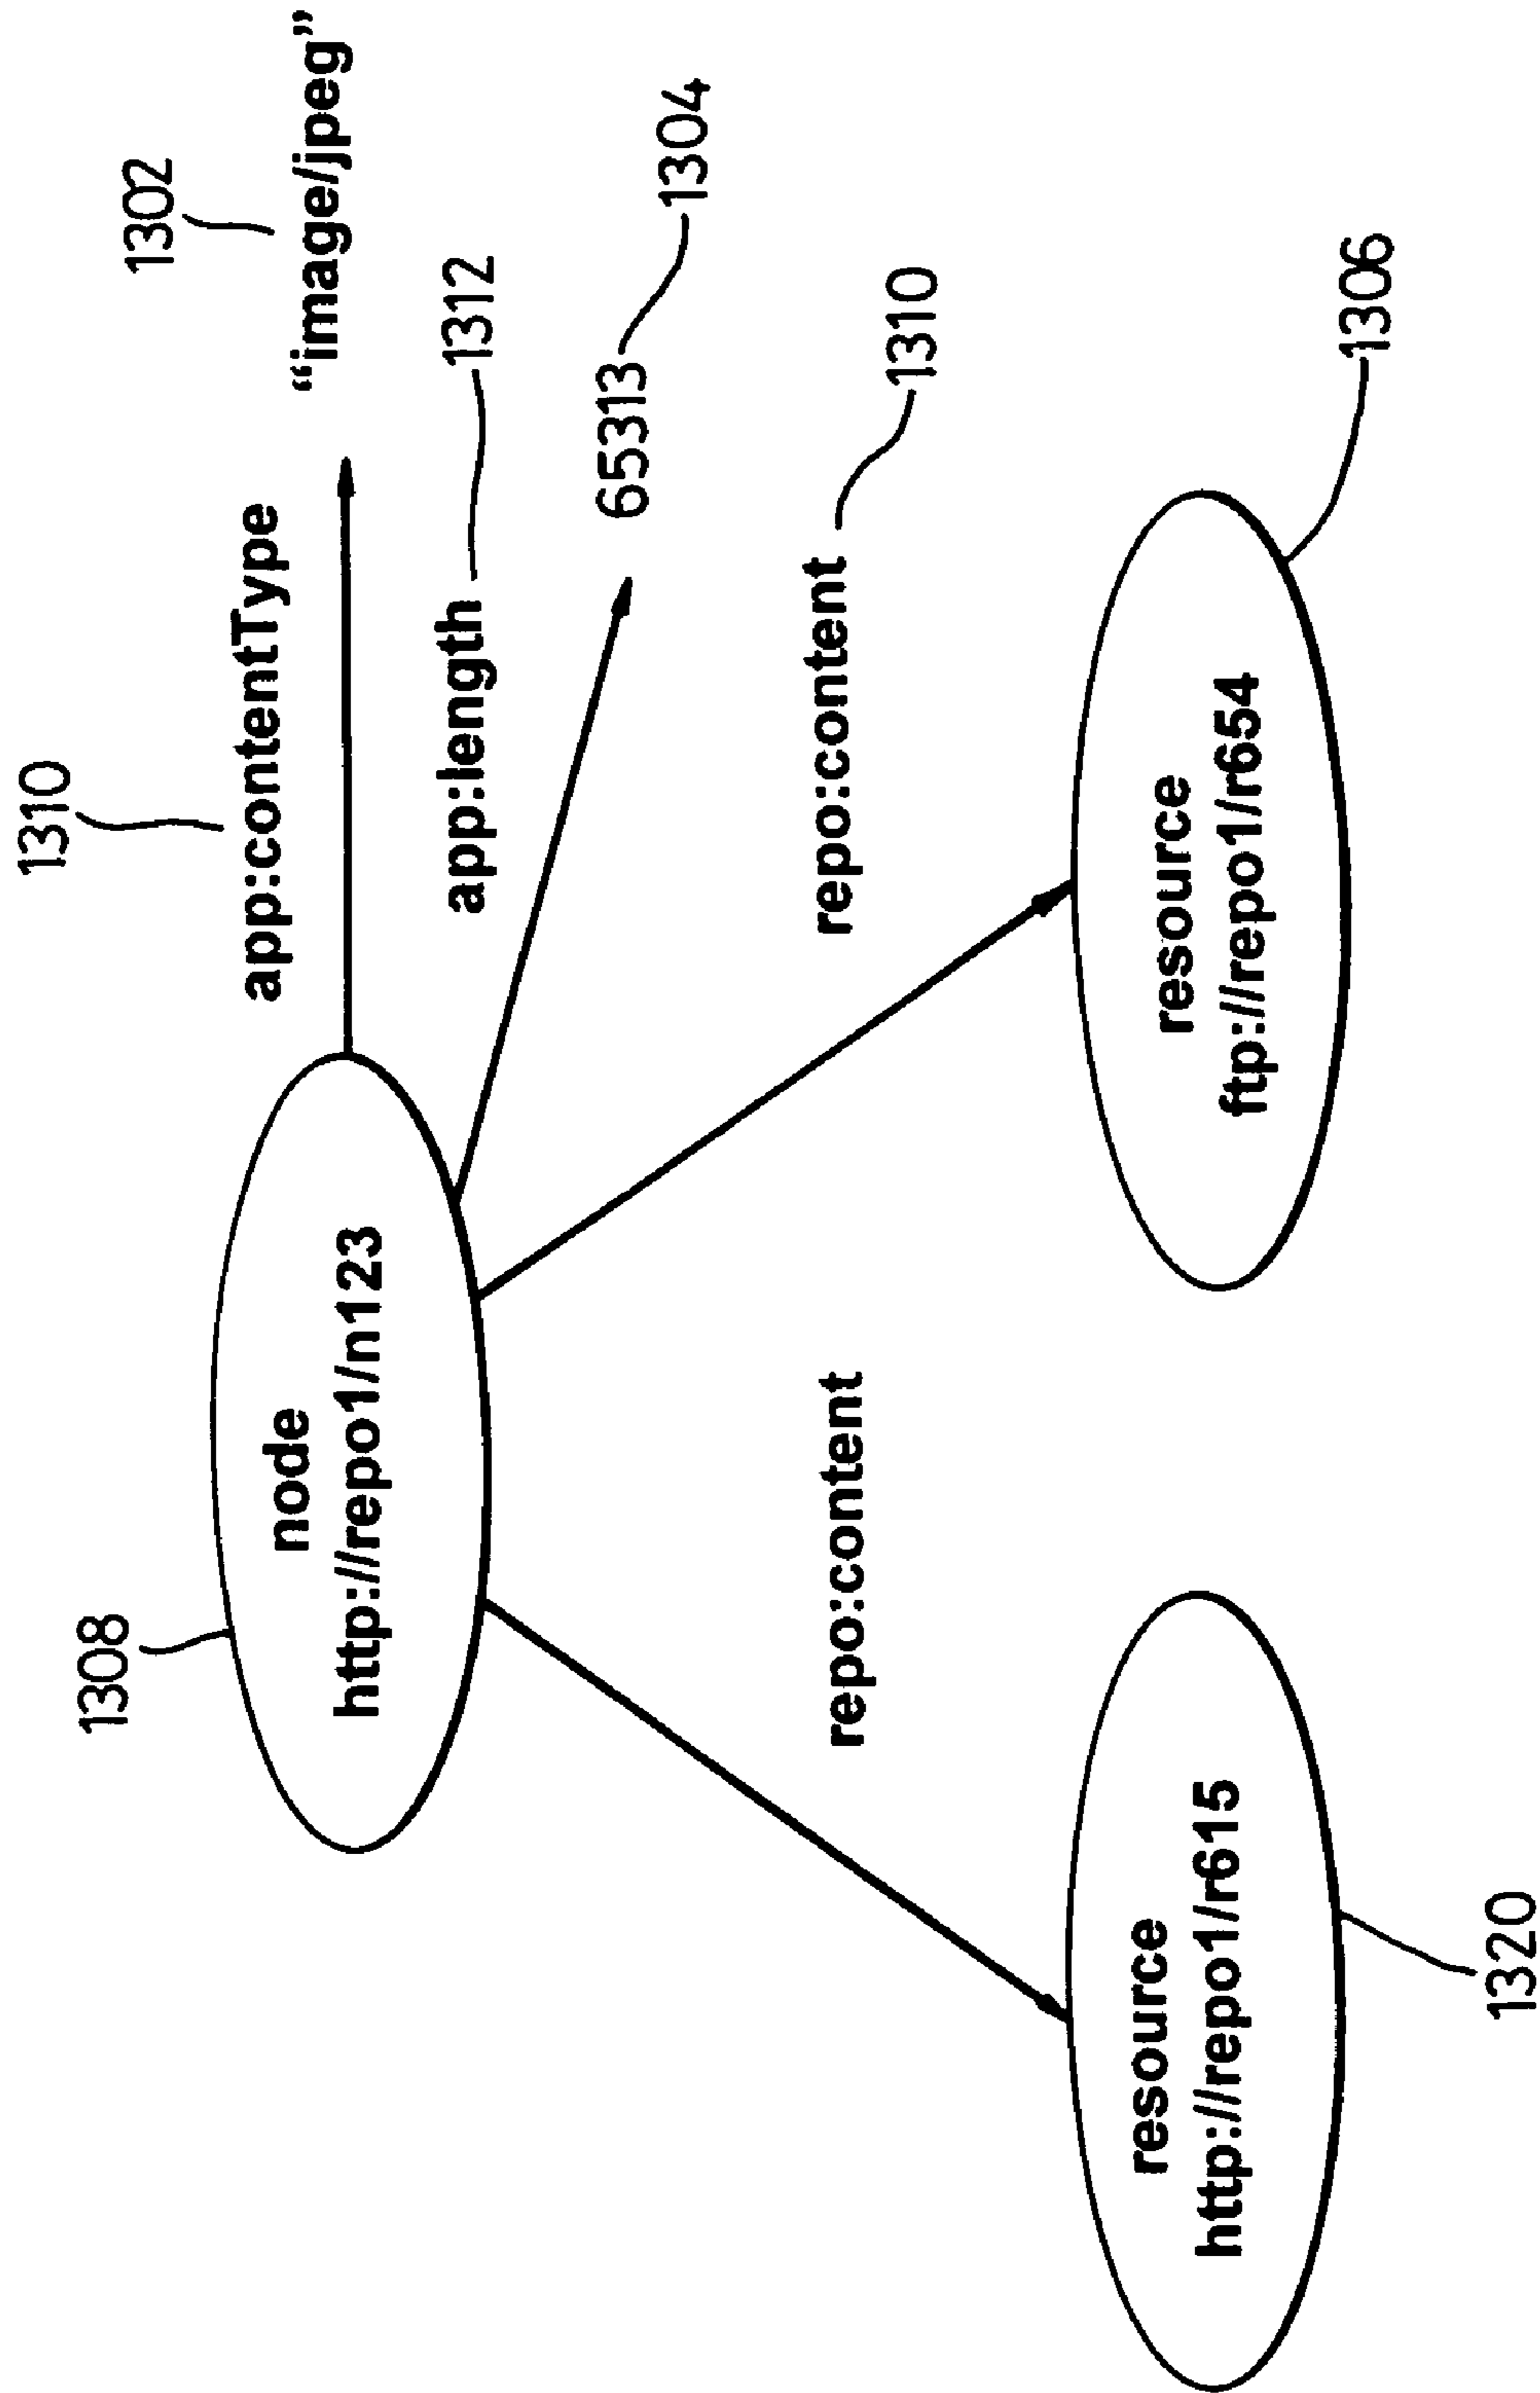 1310
1302
1308
app:contentType
"image/jpeg"
node
http://repo1/n123
app:length
1312
65313
1304
repo:content
repo:content
1310
resource
http://repo1/r615
resource
ftp://repo1/r654
1306
1320